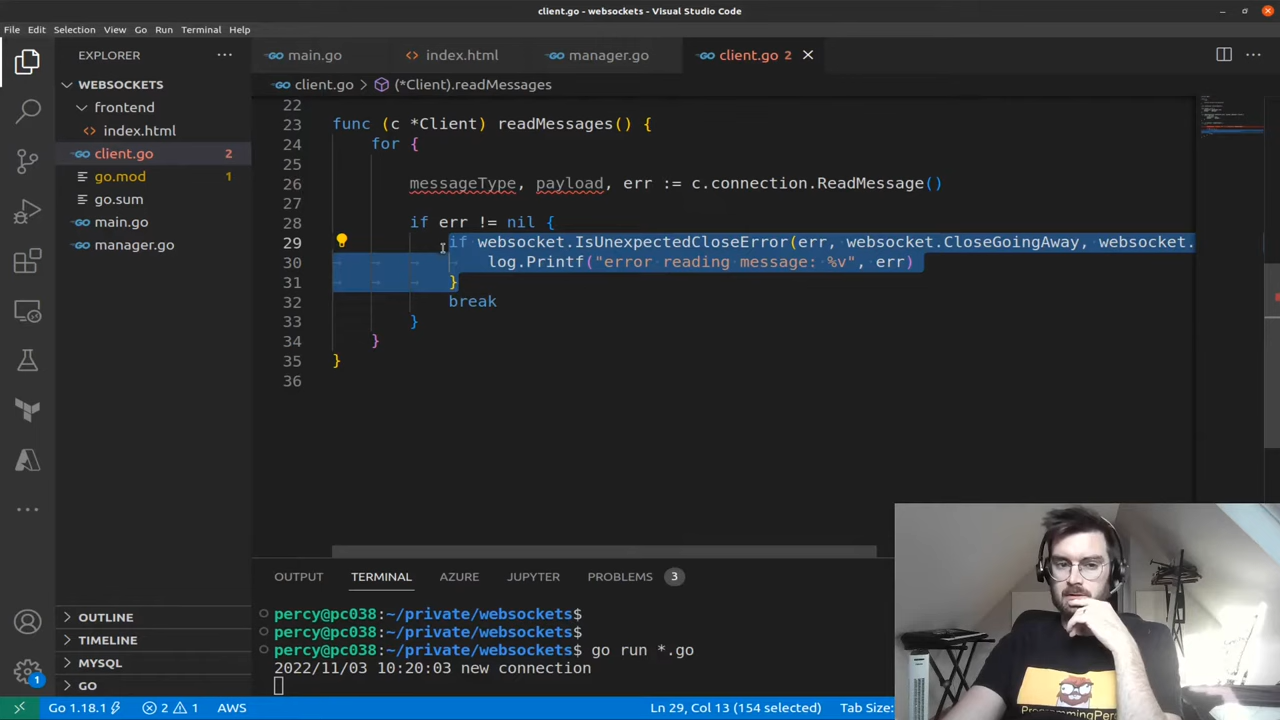 client.go - websockets - Visual Studio Code
File Edit Selection View Go Run Terminal Help
EXPLORER
main.go
index.html
manager.go
client.go 2
WEBSOCKETS
client.go > (*Client).readMessages
frontend
index.html
client.go 2
go.mod 1
go.sum
main.go
manager.go
22
23 func (c *Client) readMessages() {
24 for {
25
26 messageType, payload, err := c.connection.ReadMessage()
27
28 if err != nil {
29 if websocket.IsUnexpectedCloseError(err, websocket.CloseGoingAway, websocket.
30 log.Printf("error reading message: %v", err)
31 }
32 break
33 }
34 }
35 }
36
OUTPUT TERMINAL AZURE JUPYTER PROBLEMS 3
percy@pc038:~/private/websockets$
percy@pc038:~/private/websockets$
percy@pc038:~/private/websockets$ go run *.go
2022/11/03 10:20:03 new connection
OUTLINE
TIMELINE
MYSQL
GO
1
Go 1.18.1 2 1 AWS Ln 29, Col 13 (154 selected) Tab Size:
ProgrammingPerc